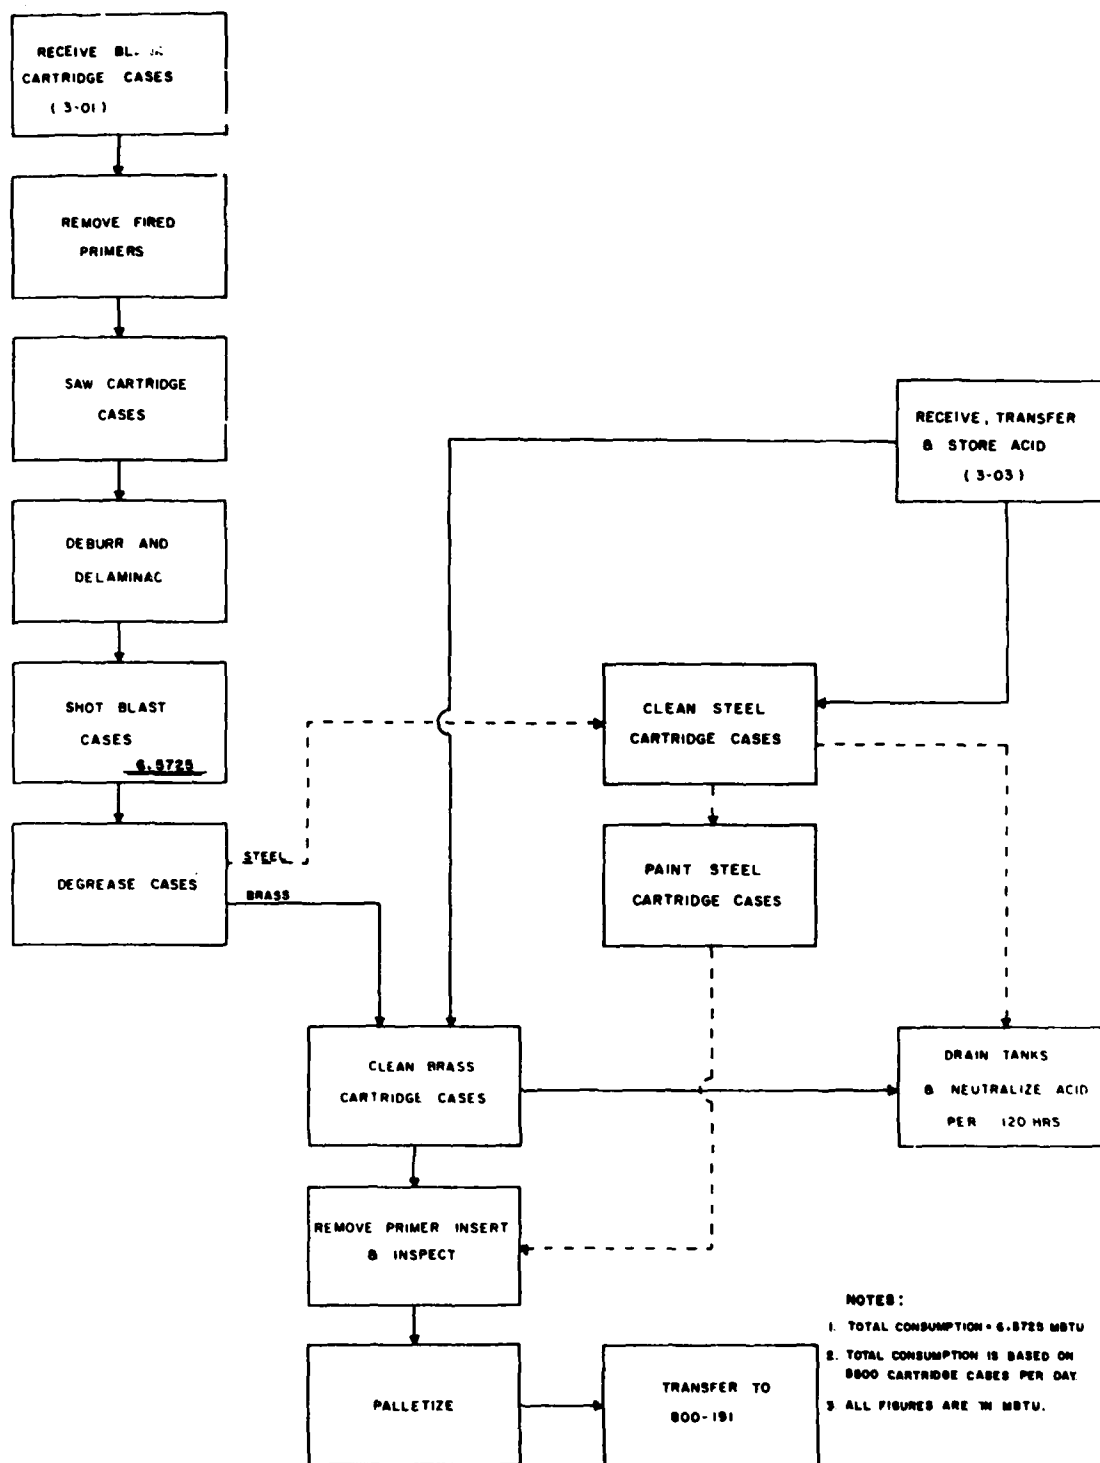 RECEIVE
CARTRIDGE CASES
(3-01)
REMOVE FIRED
PRIMERS
SAW CARTRIDGE
CASES
DEBURR AND
DELAMINAC
SHOT BLAST
CASES
6.5725
DEGREASE CASES
STEEL
BRASS
RECEIVE, TRANSFER
& STORE ACID
(3-03)
CLEAN STEEL
CARTRIDGE CASES
PAINT STEEL
CARTRIDGE CASES
CLEAN BRASS
CARTRIDGE CASES
DRAIN TANKS
& NEUTRALIZE ACID
PER 120 HRS
REMOVE PRIMER INSERT
& INSPECT
PALLETIZE
TRANSFER TO
800-191
NOTES:
1. TOTAL CONSUMPTION = 6.5725 MBTU
2. TOTAL CONSUMPTION IS BASED ON
CARTRIDGE CASES PER DAY.
3. ALL FIGURES ARE IN MBTU.